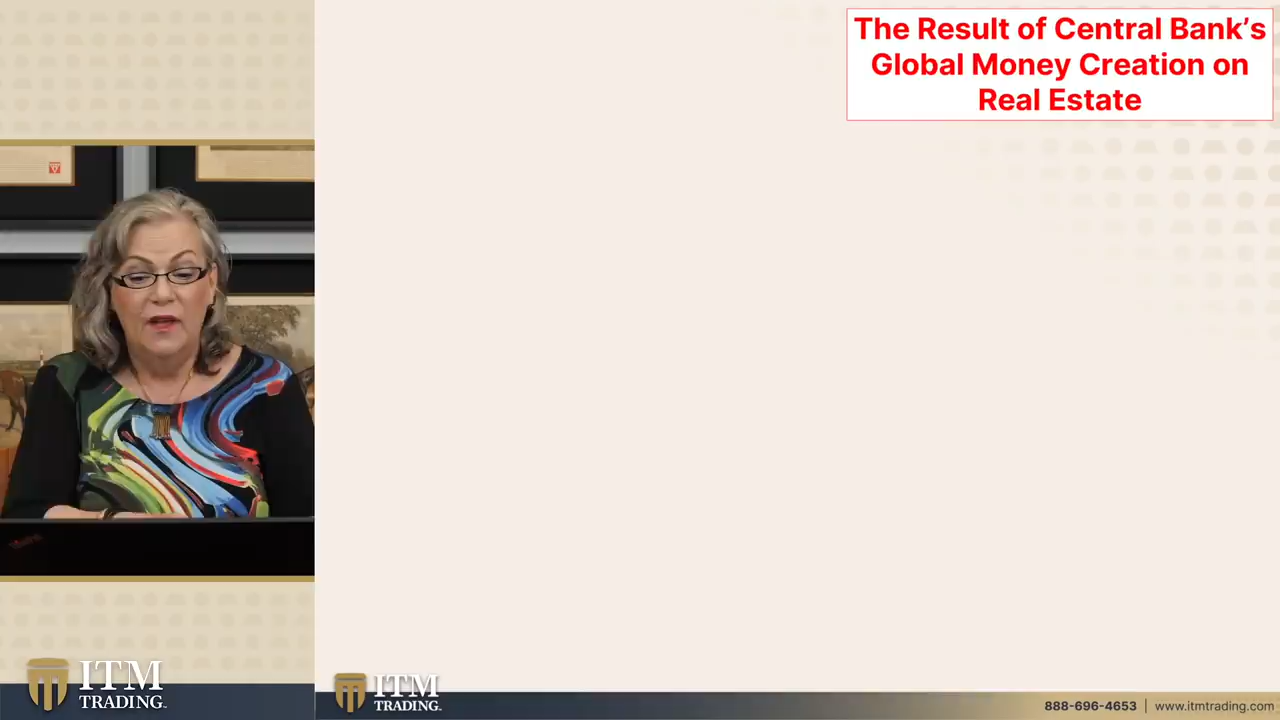 The Result of Central Bank’s
Global Money Creation on
Real Estate
ITM
TRADING
ITM
TRADING
888-696-4653 | www.itmtrading.com